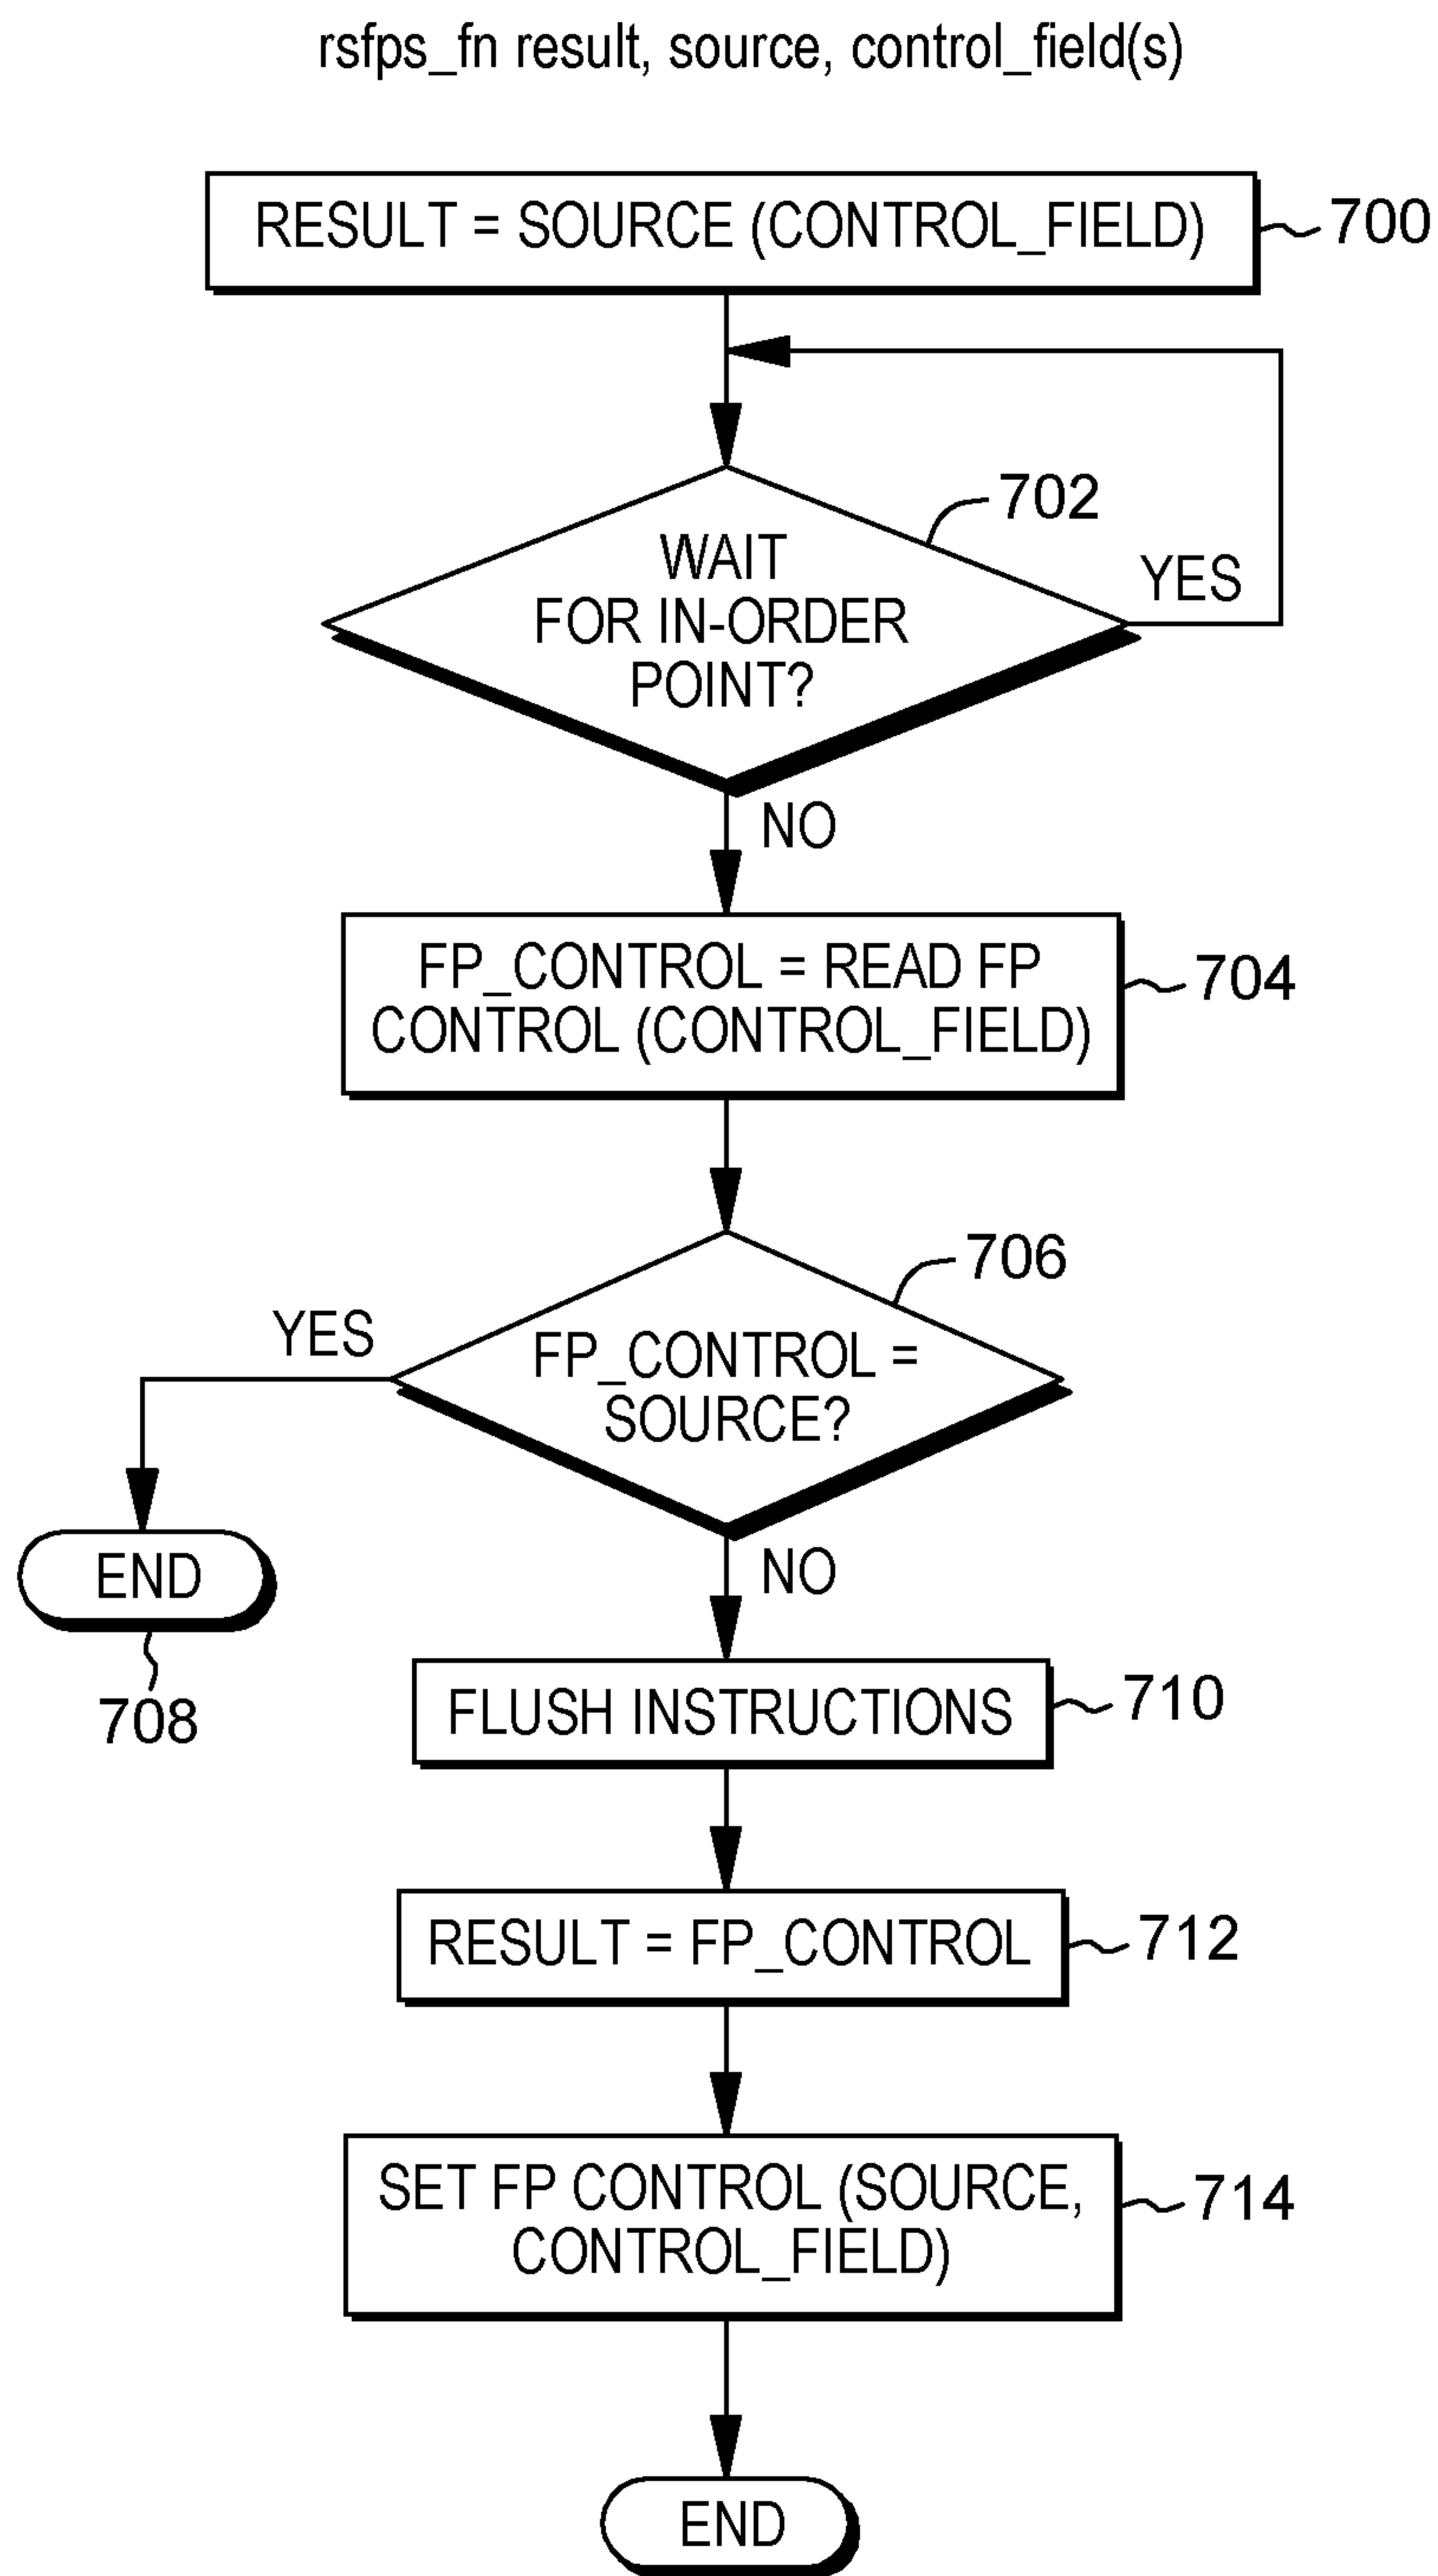 rsfps_fn result, source, control_field(s)
RESULT = SOURCE (CONTROL_FIELD)
700
702
WAIT
FOR IN-ORDER
POINT?
YES
NO
FP_CONTROL = READ FP
CONTROL (CONTROL_FIELD)
704
706
YES
FP_CONTROL =
SOURCE?
END
708
NO
FLUSH INSTRUCTIONS
710
RESULT = FP_CONTROL
712
SET FP CONTROL (SOURCE,
CONTROL_FIELD)
714
END